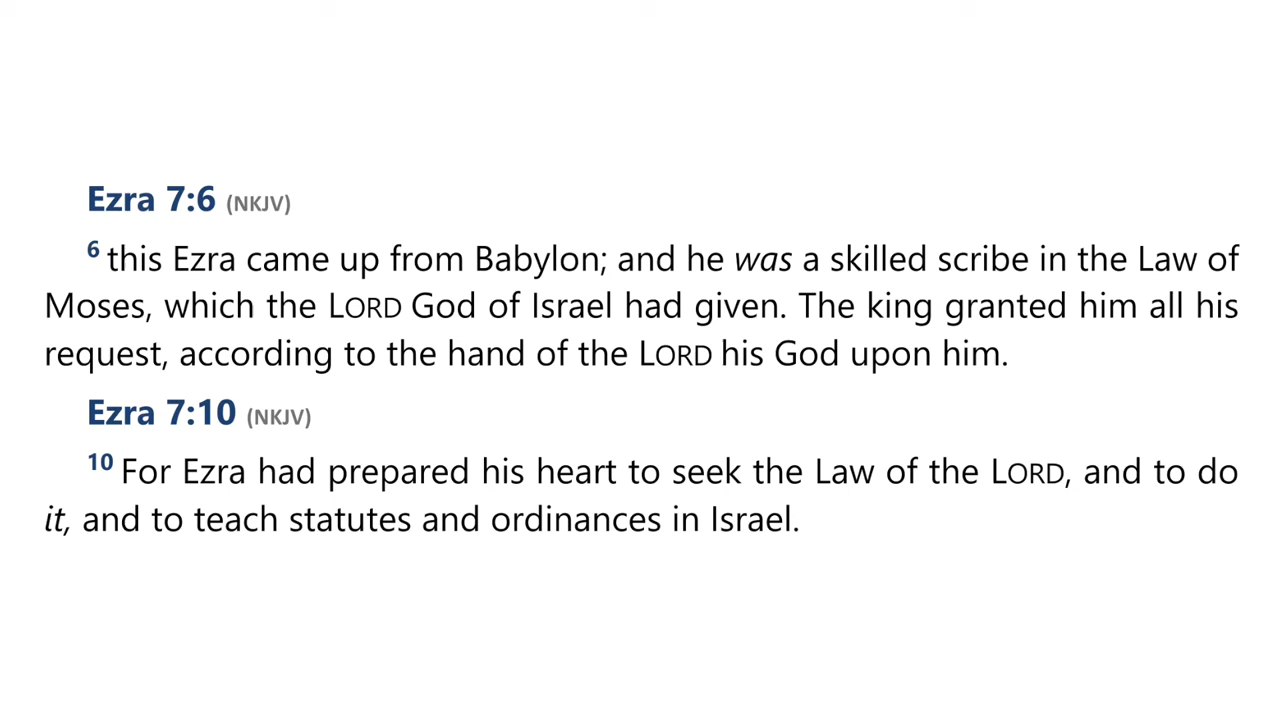 Ezra 7:6 (NKJV)
6 this Ezra came up from Babylon; and he was a skilled scribe in the Law of
Moses, which the LORD God of Israel had given. The king granted him all his
request, according to the hand of the LORD his God upon him.
Ezra 7:10 (NKJV)
10 For Ezra had prepared his heart to seek the Law of the LORD, and to do
it, and to teach statutes and ordinances in Israel.